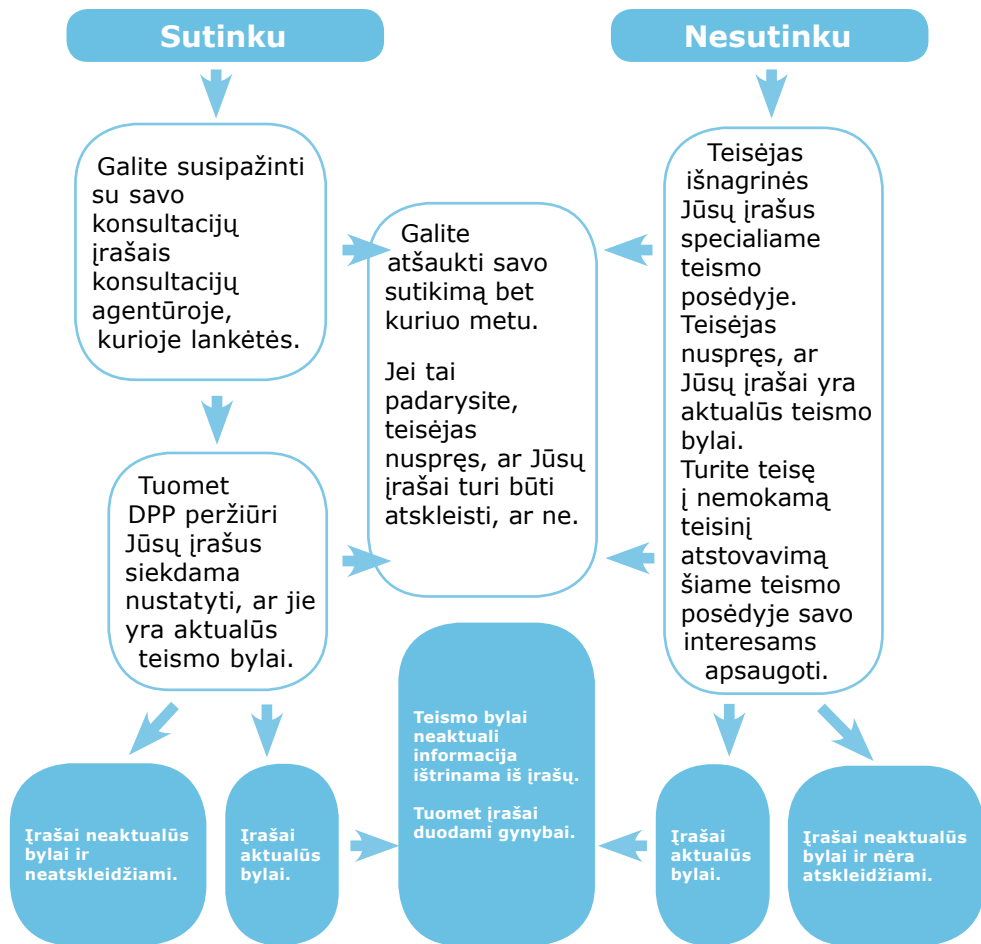 Sutinku
Nesutinku
Galite susipažinti
su savo
konsultacijų
įrašais
konsultacijų
agentūroje,
kurioje lankėtės.
Tuomet
DPP peržiūri
Jūsų įrašus
siekdama
nustatyti, ar jie
yra aktualūs
teismo bylai.
Galite
atšaukti savo
sutikimą bet
kuriuo metu.
Jei tai
padarysite,
teisėjas
nuspręs, ar Jūsų
įrašai turi būti
atskleisti, ar ne.
Teisėjas
išnagrinės
Jūsų įrašus
specialiame
teismo
posėdyje.
Teisėjas
nuspręs, ar
Jūsų įrašai yra
aktualūs teismo
bylai.
Turite teisę
į nemokamą
teisinį
atstovavimą
šiame teismo
posėdyje savo
interesams
apsaugoti.
Įrašai neaktualūs
bylai ir
neatskleidžiami.
Įrašai
aktualūs
bylai.
Teismo bylai
neaktuali
informacija
ištrinama iš įrašų.
Tuomet įrašai
duodami gynybai.
Įrašai
aktualūs
bylai.
Įrašai neaktualūs
bylai ir nėra
atskleidžiami.